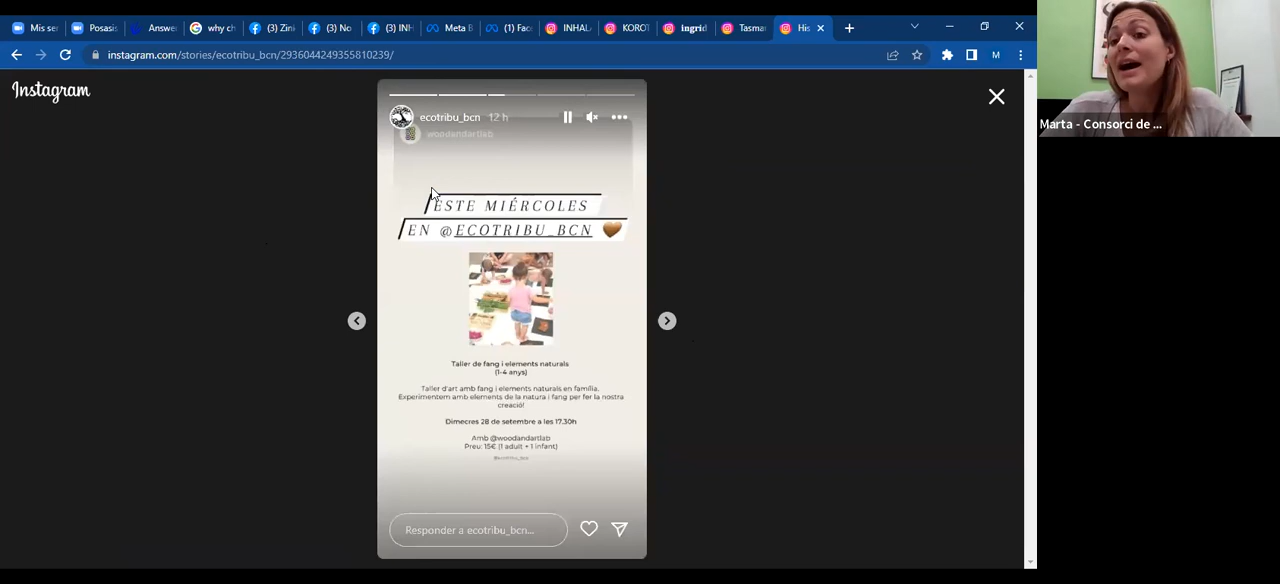 Mis se
Posasis
Answe
why ch
(3) Zini
(3) No
(3) INH
Meta B
(1) Fac
INHAL
KOROT
ingrid
Tasma
His
instagram.com/stories/ecotribu_bcn/2936044249355810239/
M
Instagram
ecotribu_bcn 12 h
woodandartlab
ESTE MIÉRCOLES
EN @ECOTRIBU_BCN
Taller de fang i elements naturals
(1-4 anys)
Taller d'art amb fang i elements naturals en família.
Experimentem amb elements de la natura i fang per fer la nostra
creació!
Dimecres 28 de setembre a les 17.30h
Amb @woodandartlab
Preu: 15€ (1 adult + 1 infant)
@ecotribu_bcn
Responder a ecotribu_bcn...
Marta - Consorci de ...